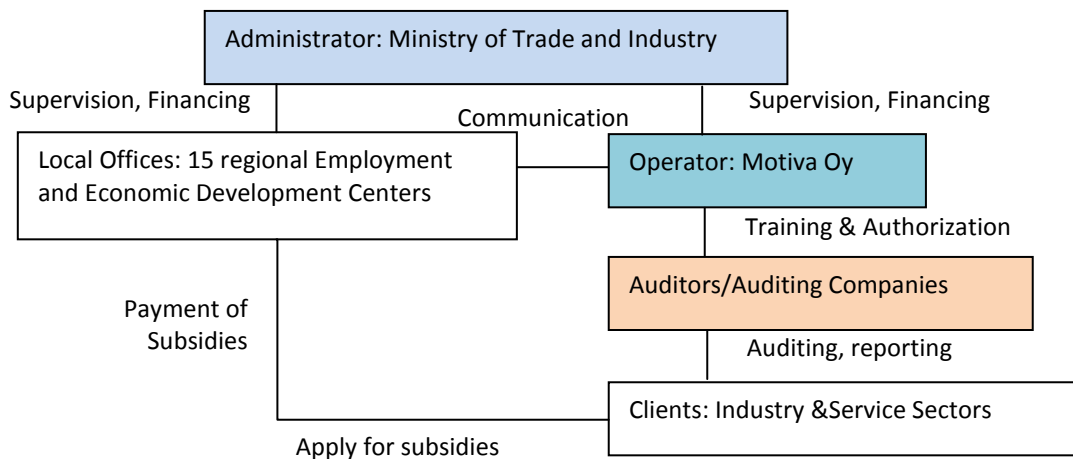 Administrator: Ministry of Trade and Industry
Supervision, Financing
Supervision, Financing
Communication
Local Offices: 15 regional Employment
and Economic Development Centers
Operator: Motiva Oy
Training & Authorization
Auditors/Auditing Companies
Payment of
Subsidies
Auditing, reporting
Clients: Industry &Service Sectors
Apply for subsidies